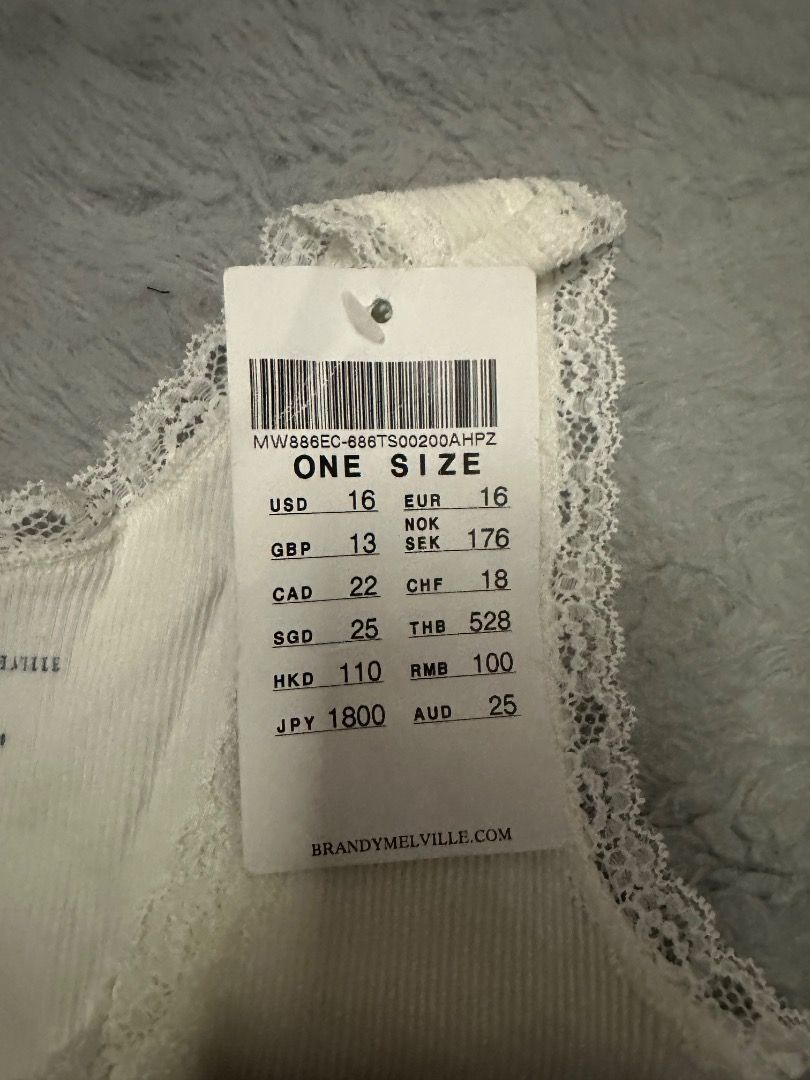 MW886EC-686TS00200AHPZ
ONE SIZE
USD 16 EUR 16
NOK
GBP 13 SEK 176
CAD 22 CHF 18
SGD 25 THB 528
HKD 110 RMB 100
JPY 1800 AUD 25
BRANDYMELVILLE.COM